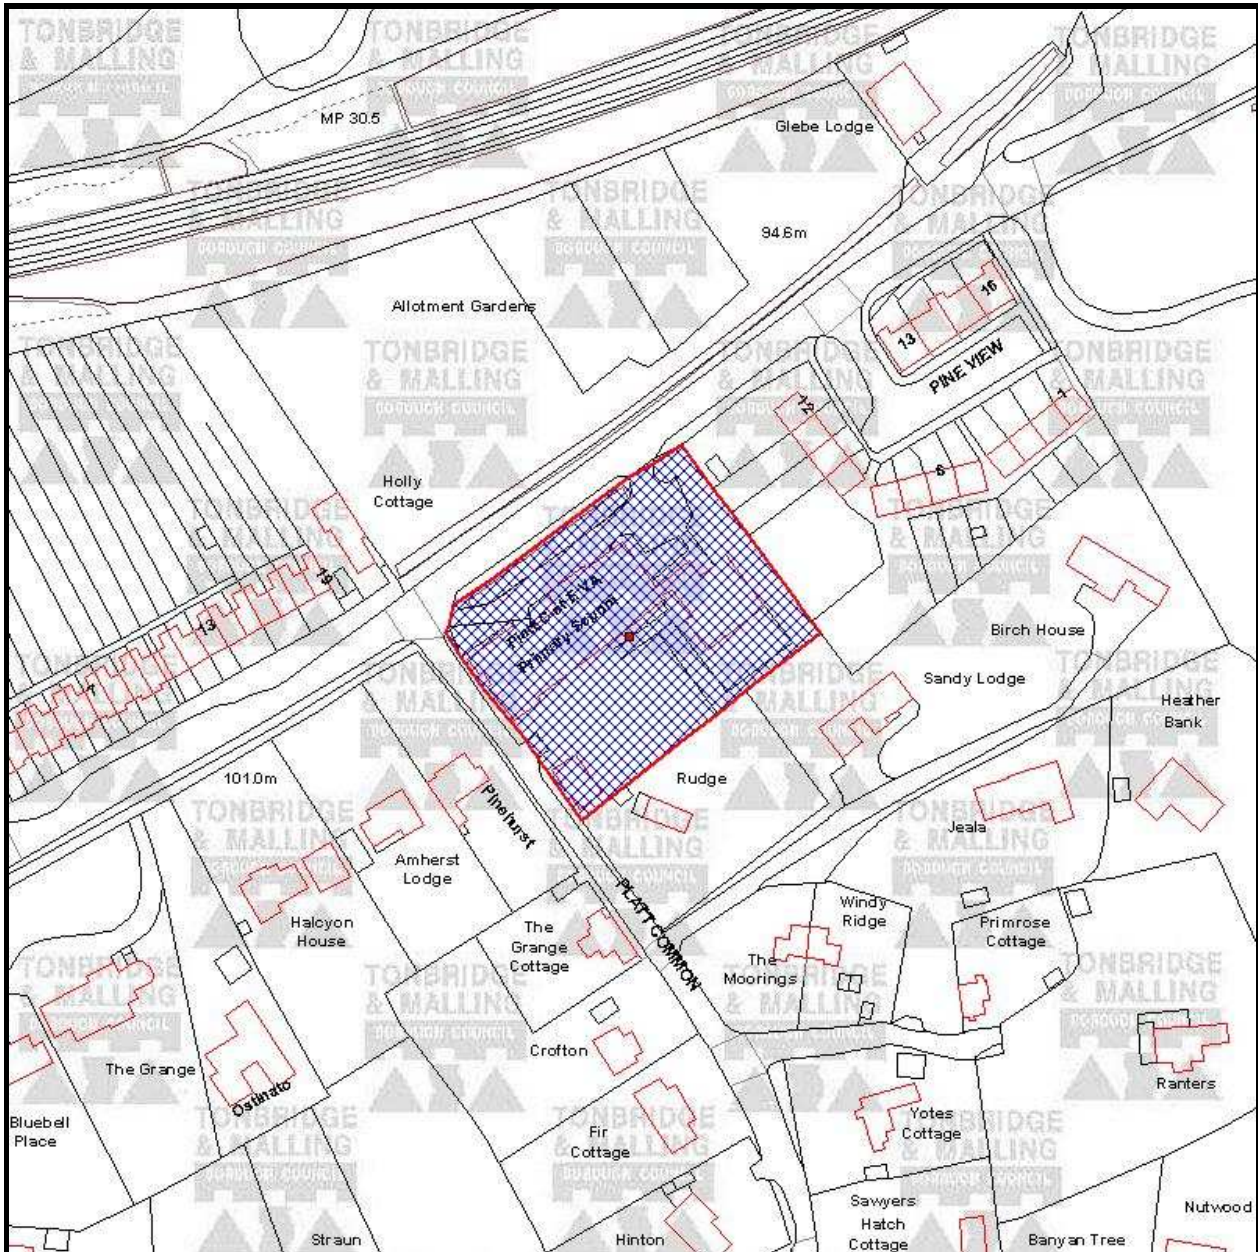 TONBRIDGE
& MALLING
BOROUGH COUNCIL
MP 30.5
Glebe Lodge
94.6m
Allotment Gardens
16
13
PINE VIEW
12
1
6
Holly
Cottage
19
13
7
Primary School
Birch House
Sandy Lodge
Heather
Bank
101.0m
Rudge
Pinehurst
Jeala
Amherst
Lodge
PLATT COMMON
Windy
Ridge
Halcyon
House
The
Grange
Cottage
Primrose
Cottage
The
Moorings
Crofton
The Grange
Ostinato
Ranters
Bluebell
Place
Fir
Cottage
Yotes
Cottage
Sawyers
Hatch
Cottage
Nutwood
Straun
Hinton
Banyan Tree